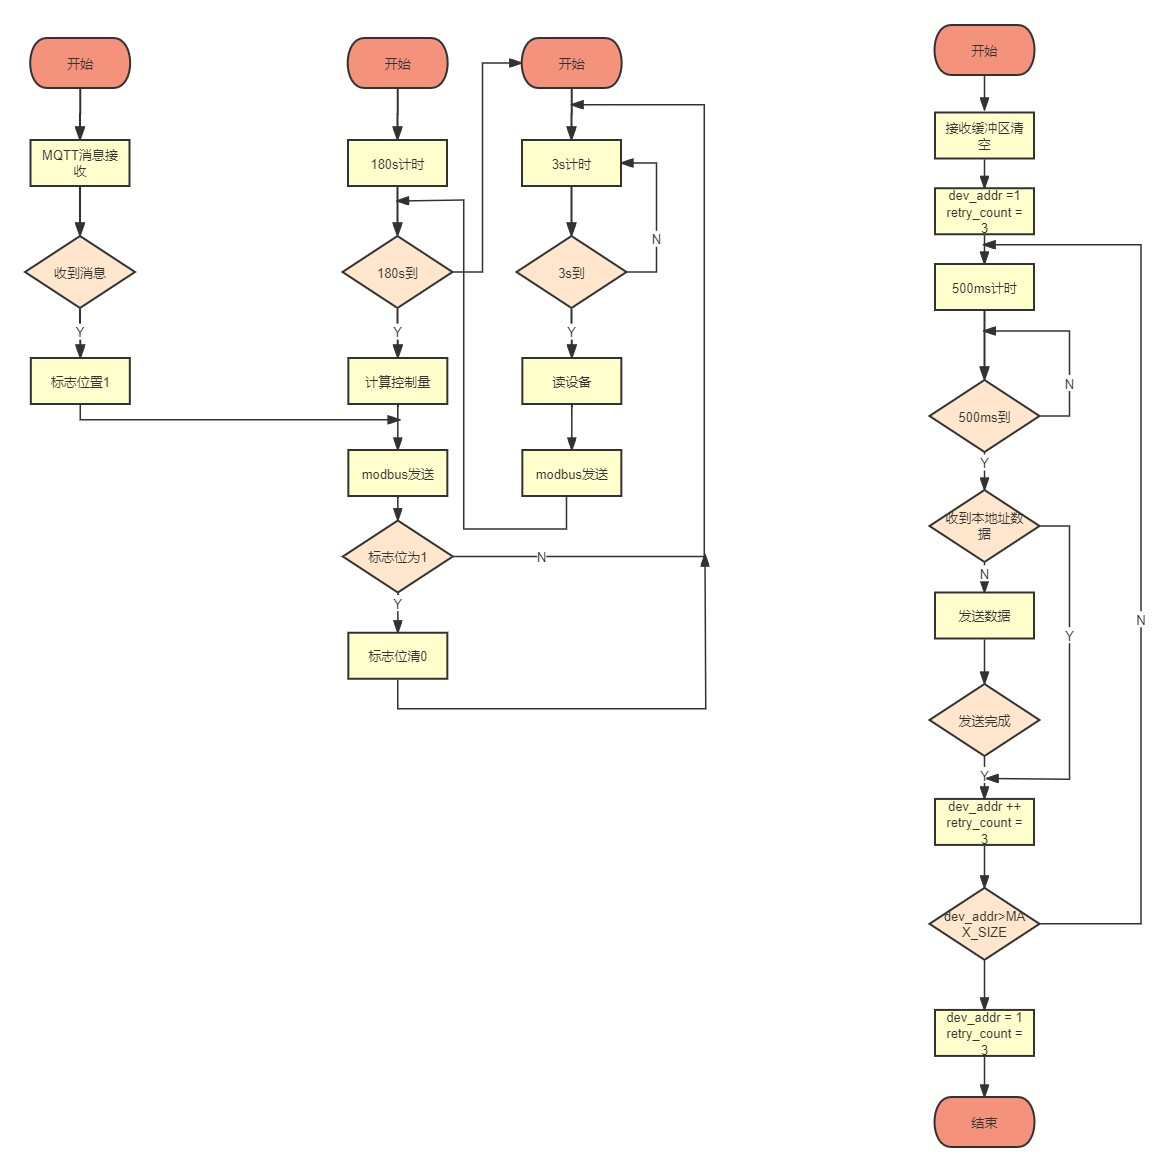 开始
MQTT消息接
收
收到消息
Y
标志位置1
开始
180s计时
180s到
Y
计算控制量
modbus发送
标志位为1
N
Y
标志位清0
开始
3s计时
N
3s到
Y
读设备
modbus发送
开始
接收缓冲区清
空
dev_addr =1
retry_count =
3
500ms计时
N
500ms到
Y
收到本地址数
据
N
Y
发送数据
发送完成
Y
dev_addr ++
retry_count =
3
dev_addr>MA
X_SIZE
N
dev_addr = 1
retry_count =
3
结束